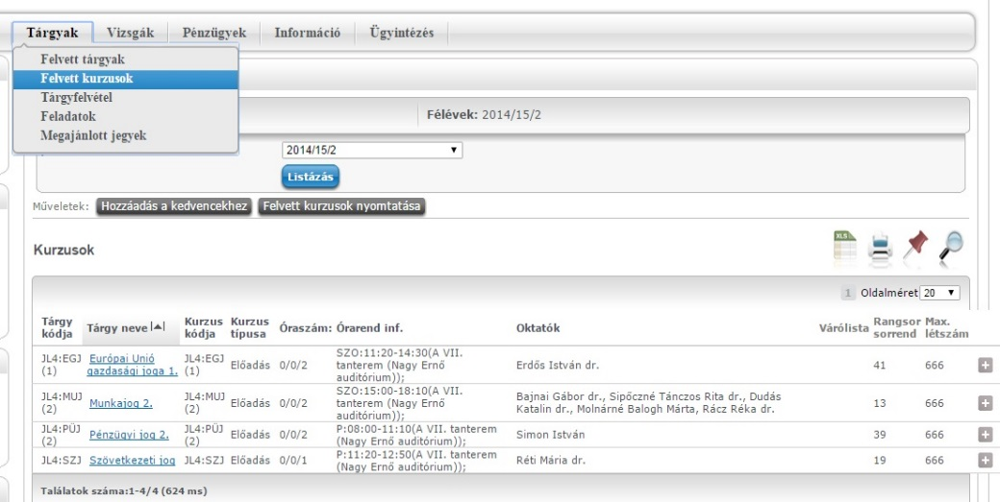 Tárgyak Vizsgák Pénzügyek Információ Ügyintézés
Felvett tárgyak
Felvett kurzusok
Tárgyfelvétel
Feladatok
Megajánlott jegyek
Félévek: 2014/15/2
2014/15/2
Listázás
Műveletek: Hozzáadás a kedvencekhez Felvett kurzusok nyomtatása
Kurzusok
XLS
1 Oldalméret 20
Tárgy kódja Tárgy neve Kurzus kódja Kurzus típusa Óraszám: Órarend inf. Oktatók Várólista Rangsor sorrend Max. létszám
JL4:EGJ (1) Európai Unió gazdasági joga 1. JL4:EGJ (1) Előadás 0/0/2 SZO:11:20-14:30(A VII. tanterem (Nagy Ernő auditórium)); Erdős István dr. 41 666
JL4:MUJ (2) Munkajog 2. JL4:MUJ (2) Előadás 0/0/2 SZO:15:00-18:10(A VII. tanterem (Nagy Ernő auditórium)); Bajnai Gábor dr., Sipőczné Tánczos Rita dr., Dudás Katalin dr., Molnárné Balogh Márta, Rácz Réka dr. 13 666
JL4:PÜJ (2) Pénzügyi jog 2. JL4:PÜJ (2) Előadás 0/0/2 P:08:00-11:10(A VII. tanterem (Nagy Ernő auditórium)); Simon István 39 666
JL4:SZJ Szövetkezeti jog JL4:SZJ Előadás 0/0/1 P:11:20-12:50(A VII. tanterem (Nagy Ernő auditórium)); Réti Mária dr. 19 666
Találatok száma:1-4/4 (624 ms)